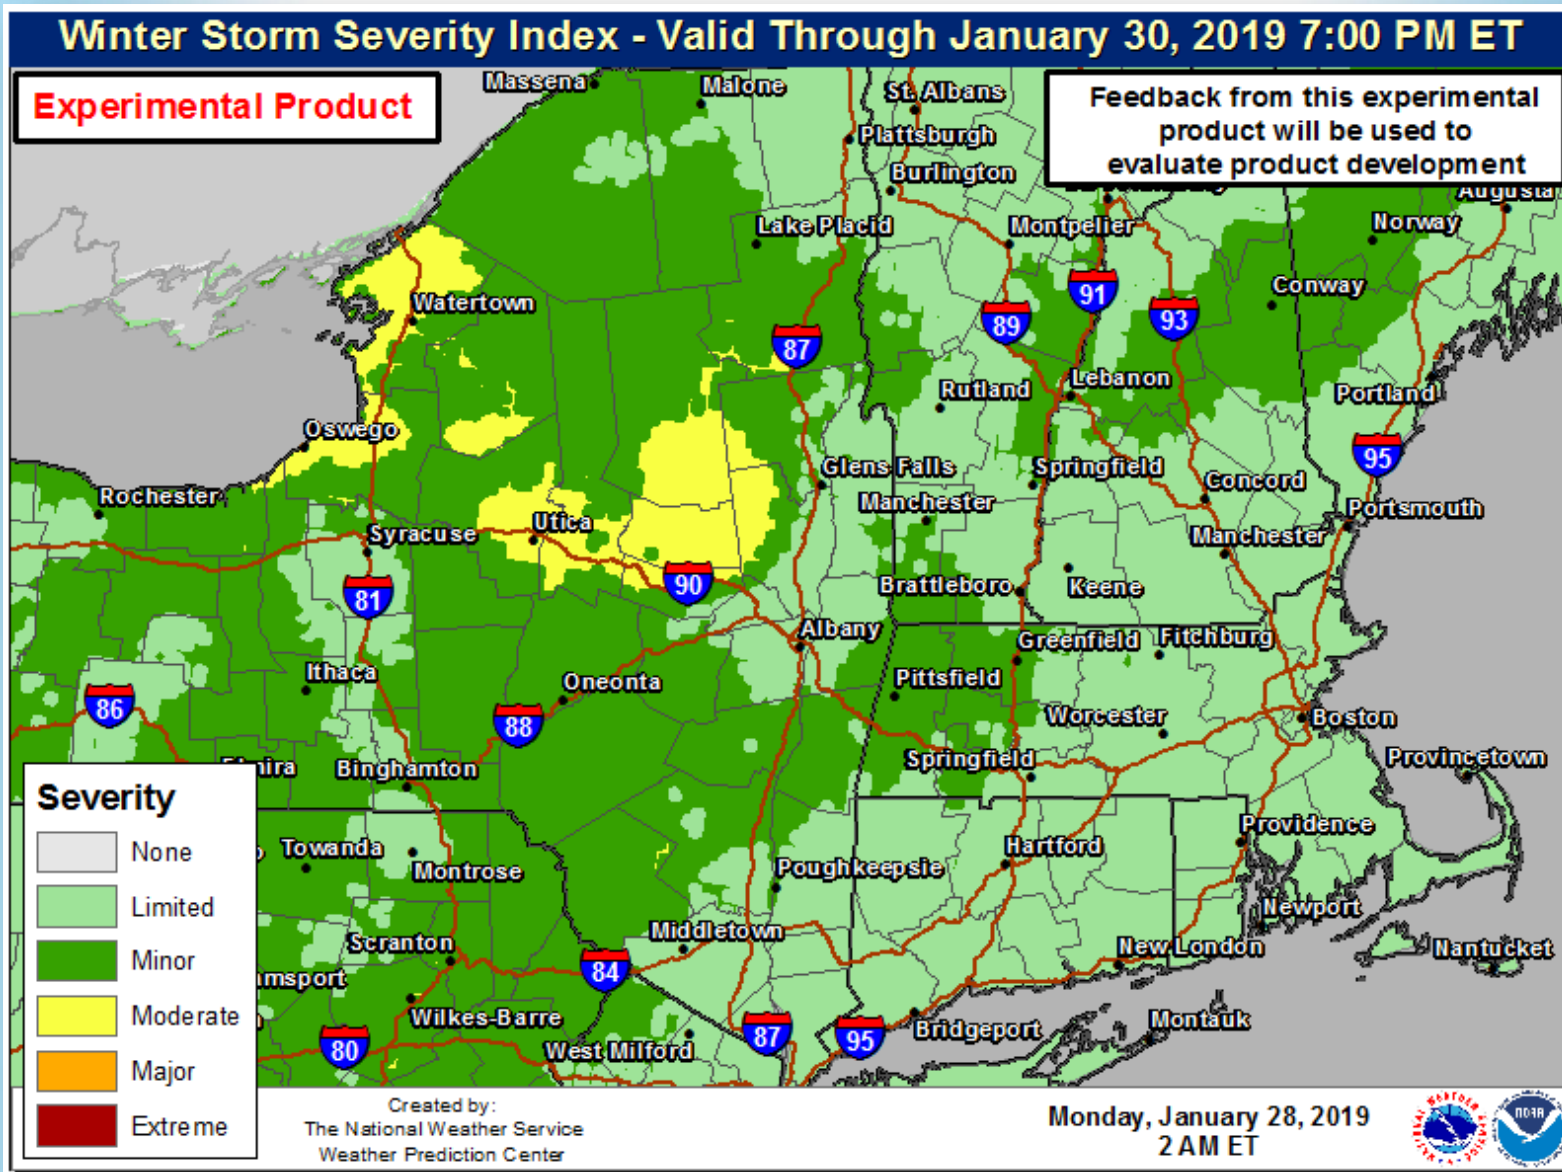 Winter Storm Severity Index - Valid Through January 30, 2019 7:00 PM ET
Experimental Product
Feedback from this experimental
product will be used to
evaluate product development
Massena
Malone
St. Albans
Plattsburgh
Burlington
Augusta
Norway
Lake Placid
Montpelier
Conway
Watertown
91
89
93
87
Rutland
Lebanon
Portland
Oswego
95
Glens Falls
Springfield
Concord
Rochester
Manchester
Portsmouth
Utica
Syracuse
Manchester
90
81
Brattleboro
Keene
Albany
Greenfield
Fitchburg
Ithaca
Oneonta
Pittsfield
86
88
Worcester
Boston
Springfield
Provincetown
Binghamton
Providence
Towanda
Hartford
Montrose
Poughkeepsie
Newport
Middletown
Scranton
New London
Nantucket
84
Wilkes-Barre
Bridgeport
Montauk
80
West Milford
87
95
Severity
None
Limited
Minor
Moderate
Major
Extreme
Created by:
The National Weather Service
Weather Prediction Center
Monday, January 28, 2019
2 AM ET
NOAA